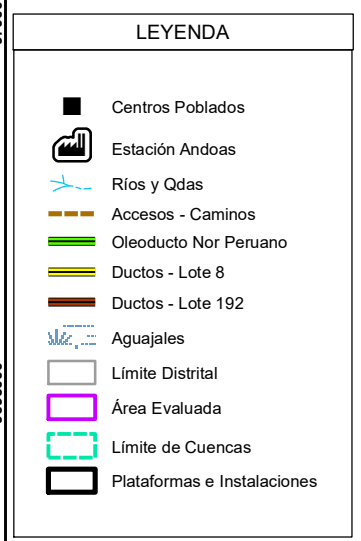 LEYENDA
Centros Poblados
Estación Andoas
Ríos y Qdas
Accesos - Caminos
Oleoducto Nor Peruano
Ductos - Lote 8
Ductos - Lote 192
Aguajales
Límite Distrital
Área Evaluada
Límite de Cuencas
Plataformas e Instalaciones